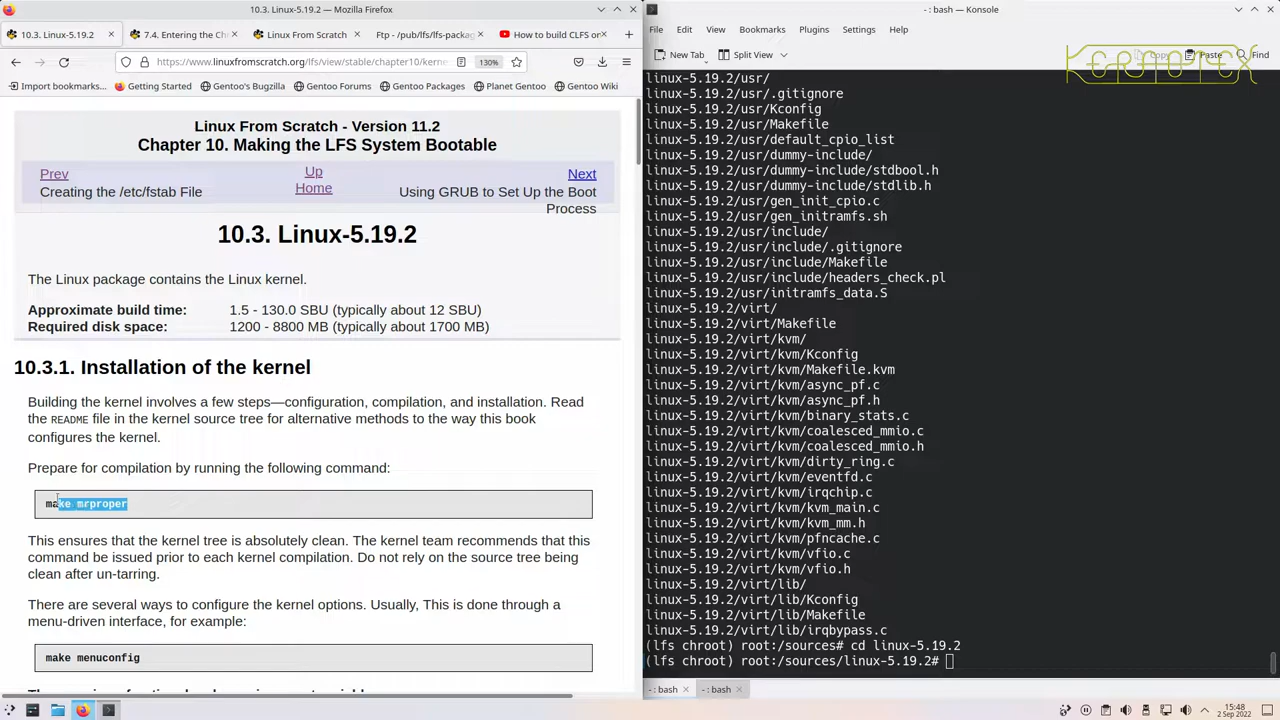 10.3. Linux-5.19.2 — Mozilla Firefox
10.3. Linux-5.19.2
7.4. Entering the Ch
Linux From Scratch
Ftp - /pub/lfs/lfs-packag
How to build CLFS on
https://www.linuxfromscratch.org/lfs/view/stable/chapter10/kerne
110%
Import bookmarks...
Getting Started
Gentoo's Bugzilla
Gentoo Forums
Gentoo Packages
Planet Gentoo
Gentoo Wiki
Linux From Scratch - Version 11.2
Chapter 10. Making the LFS System Bootable
Prev
Up
Next
Creating the /etc/fstab File
Home
Using GRUB to Set Up the Boot
Process
10.3. Linux-5.19.2
The Linux package contains the Linux kernel.
Approximate build time: 1.5 - 130.0 SBU (typically about 12 SBU)
Required disk space: 1200 - 8800 MB (typically about 1700 MB)
10.3.1. Installation of the kernel
Building the kernel involves a few steps—configuration, compilation, and installation. Read
the README file in the kernel source tree for alternative methods to the way this book
configures the kernel.
Prepare for compilation by running the following command:
make mrproper
This ensures that the kernel tree is absolutely clean. The kernel team recommends that this
command be issued prior to each kernel compilation. Do not rely on the source tree being
clean after un-tarring.
There are several ways to configure the kernel options. Usually, This is done through a
menu-driven interface, for example:
make menuconfig
- : bash — Konsole
File Edit View Bookmarks Plugins Settings Help
New Tab
Split View
Copy
Paste
Find
KERNOTEX
linux-5.19.2/usr/
linux-5.19.2/usr/.gitignore
linux-5.19.2/usr/Kconfig
linux-5.19.2/usr/Makefile
linux-5.19.2/usr/default_cpio_list
linux-5.19.2/usr/dummy-include/
linux-5.19.2/usr/dummy-include/stdbool.h
linux-5.19.2/usr/dummy-include/stdlib.h
linux-5.19.2/usr/gen_init_cpio.c
linux-5.19.2/usr/gen_initramfs.sh
linux-5.19.2/usr/include/
linux-5.19.2/usr/include/.gitignore
linux-5.19.2/usr/include/Makefile
linux-5.19.2/usr/include/headers_check.pl
linux-5.19.2/usr/initramfs_data.S
linux-5.19.2/virt/
linux-5.19.2/virt/Makefile
linux-5.19.2/virt/kvm/
linux-5.19.2/virt/kvm/Kconfig
linux-5.19.2/virt/kvm/Makefile.kvm
linux-5.19.2/virt/kvm/async_pf.c
linux-5.19.2/virt/kvm/async_pf.h
linux-5.19.2/virt/kvm/binary_stats.c
linux-5.19.2/virt/kvm/coalesced_mmio.c
linux-5.19.2/virt/kvm/coalesced_mmio.h
linux-5.19.2/virt/kvm/dirty_ring.c
linux-5.19.2/virt/kvm/eventfd.c
linux-5.19.2/virt/kvm/irqchip.c
linux-5.19.2/virt/kvm/kvm_main.c
linux-5.19.2/virt/kvm/kvm_mm.h
linux-5.19.2/virt/kvm/pfncache.c
linux-5.19.2/virt/kvm/vfio.c
linux-5.19.2/virt/kvm/vfio.h
linux-5.19.2/virt/lib/
linux-5.19.2/virt/lib/Kconfig
linux-5.19.2/virt/lib/Makefile
linux-5.19.2/virt/lib/irqbypass.c
(lfs chroot) root:/sources# cd linux-5.19.2
(lfs chroot) root:/sources/linux-5.19.2#
- : bash
- : bash
15:48
2 Sep 2022